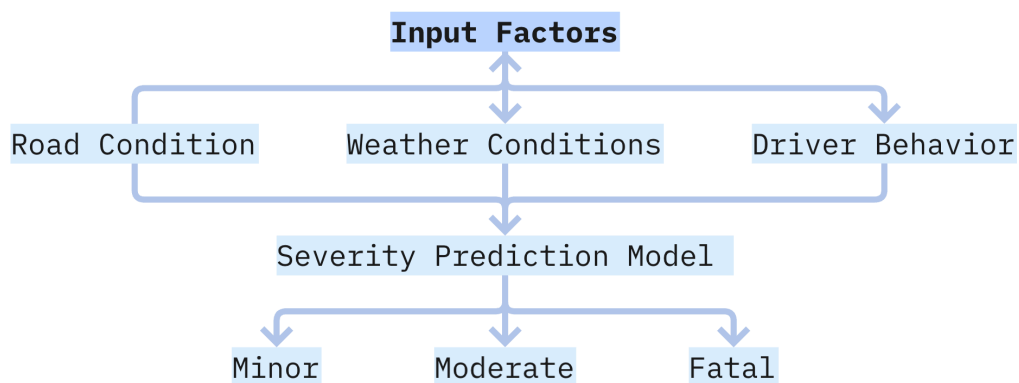 Input Factors
Road Condition
Weather Conditions
Driver Behavior
Severity Prediction Model
Minor
Moderate
Fatal